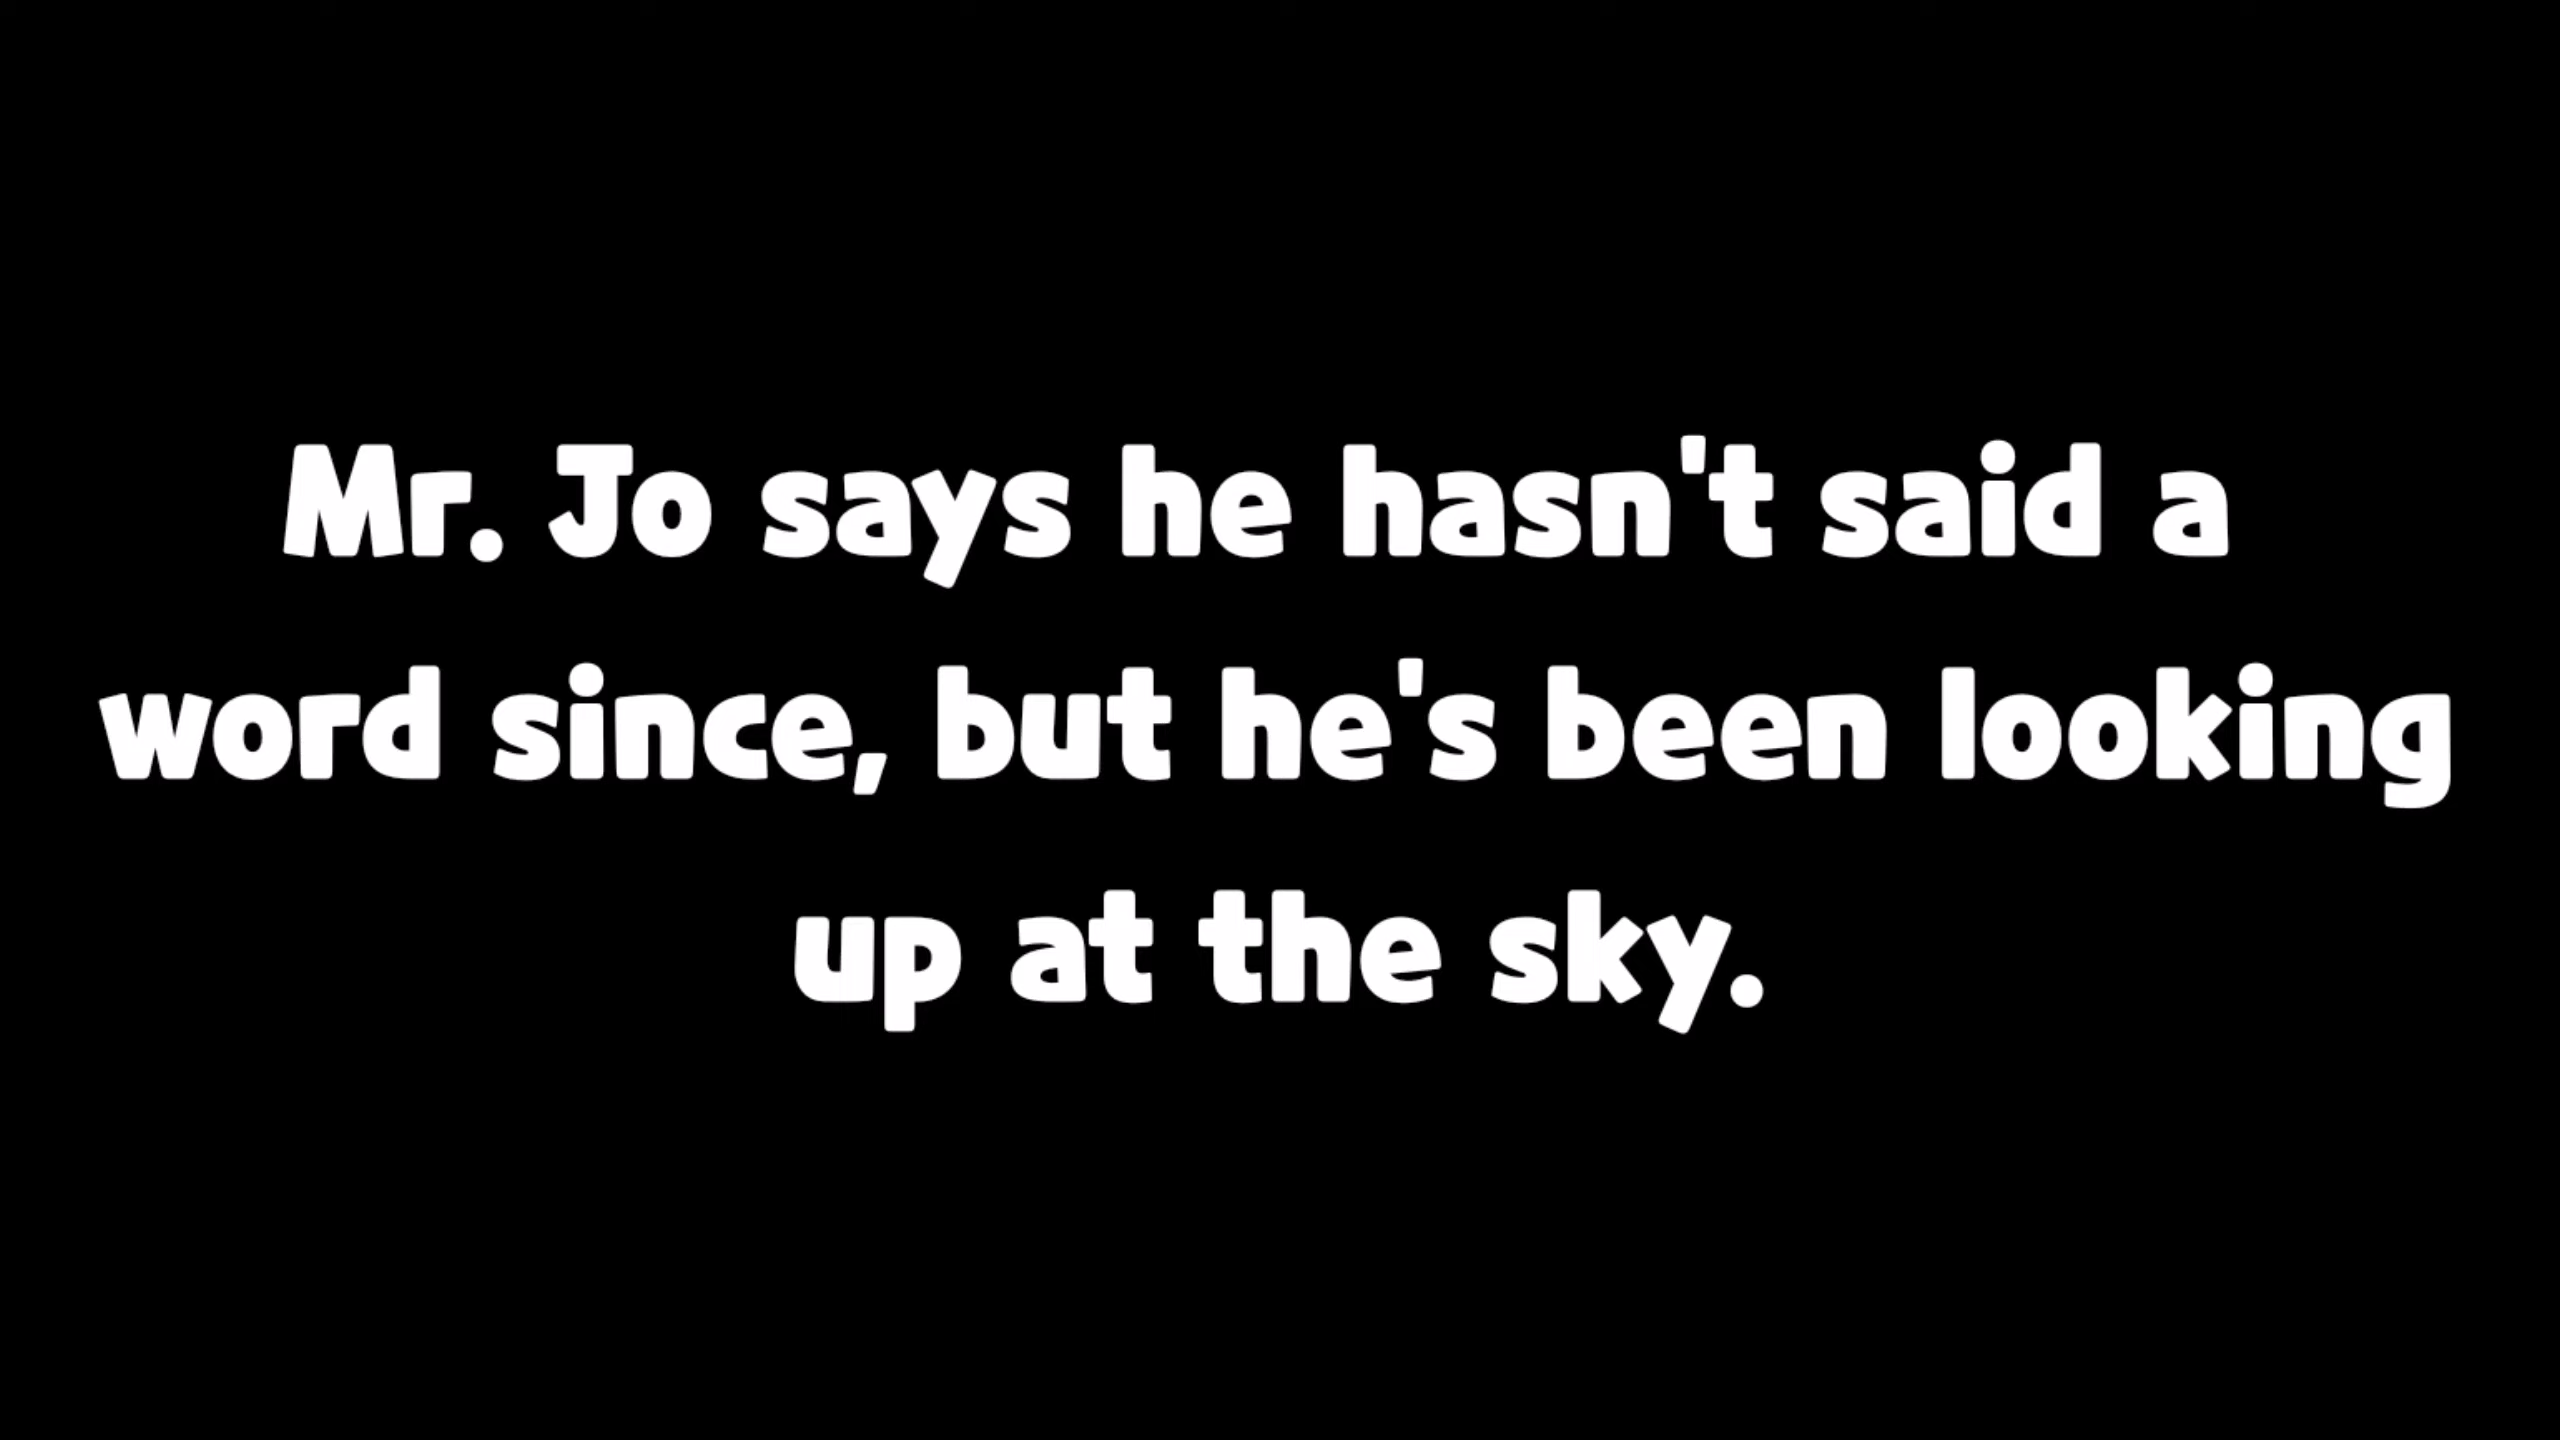 Mr. Jo says he hasn't said a
word since, but he's been looking
up at the sky.